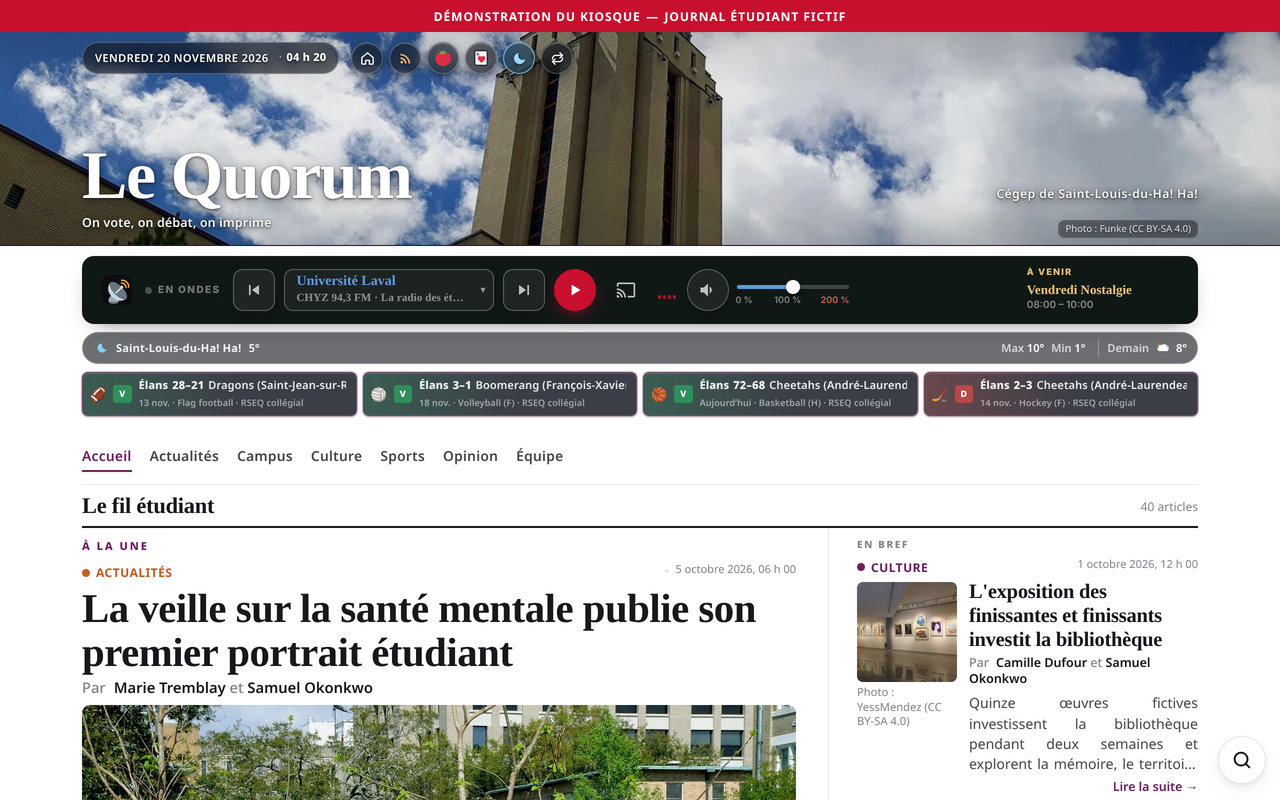 DÉMONSTRATION DU KIOSQUE — JOURNAL ÉTUDIANT FICTIF
VENDREDI 20 NOVEMBRE 2026 · 04 h 20
Le Quorum
On vote, on débat, on imprime
Cégep de Saint-Louis-du-Ha! Ha!
Photo : Funke (CC BY-SA 4.0)
EN ONDES
Université Laval
CHYZ 94,3 FM · La radio des ét…
0 % 100 % 200 %
À VENIR
Vendredi Nostalgie
08:00 – 10:00
Saint-Louis-du-Ha! Ha! 5°
Max 10° Min 1° Demain 8°
V Élans 28–21 Dragons (Saint-Jean-sur-R
13 nov. · Flag football · RSEQ collégial
V Élans 3–1 Boomerang (François-Xavier
18 nov. · Volleyball (F) · RSEQ collégial
V Élans 72–68 Cheetahs (André-Laurend
Aujourd'hui · Basketball (H) · RSEQ collégial
D Élans 2–3 Cheetahs (André-Laurendea
14 nov. · Hockey (F) · RSEQ collégial
Accueil Actualités Campus Culture Sports Opinion Équipe
Le fil étudiant
40 articles
À LA UNE
ACTUALITÉS
5 octobre 2026, 06 h 00
La veille sur la santé mentale publie son
premier portrait étudiant
Par Marie Tremblay et Samuel Okonkwo
EN BREF
CULTURE
1 octobre 2026, 12 h 00
L'exposition des
finissantes et finissants
investit la bibliothèque
Par Camille Dufour et Samuel
Okonkwo
Photo :
YessMendez (CC
BY-SA 4.0)
Quinze œuvres fictives
investissent la bibliothèque
pendant deux semaines et
explorent la mémoire, le territoi…
Lire la suite →